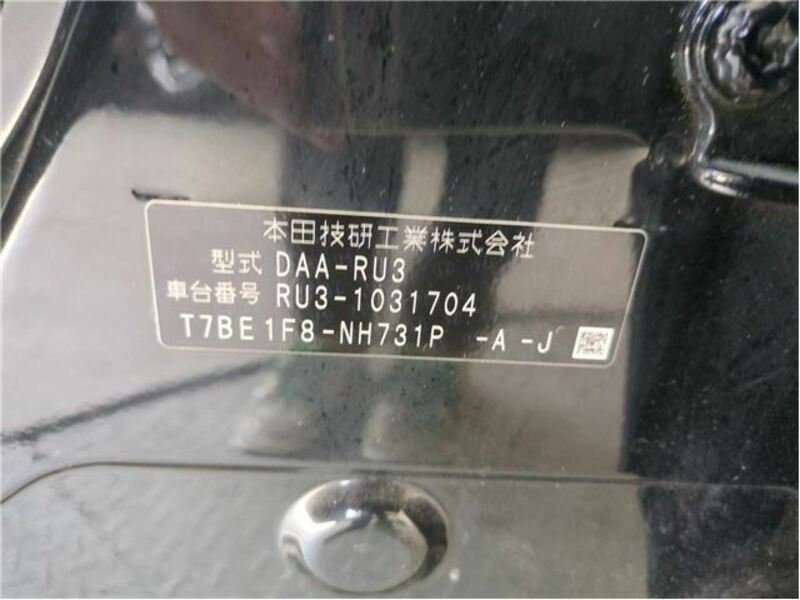 本田技研工業株式会社
型式 DAA-RU3
車台番号 RU3-1031704
T7BE1F8-NH731P -A-J